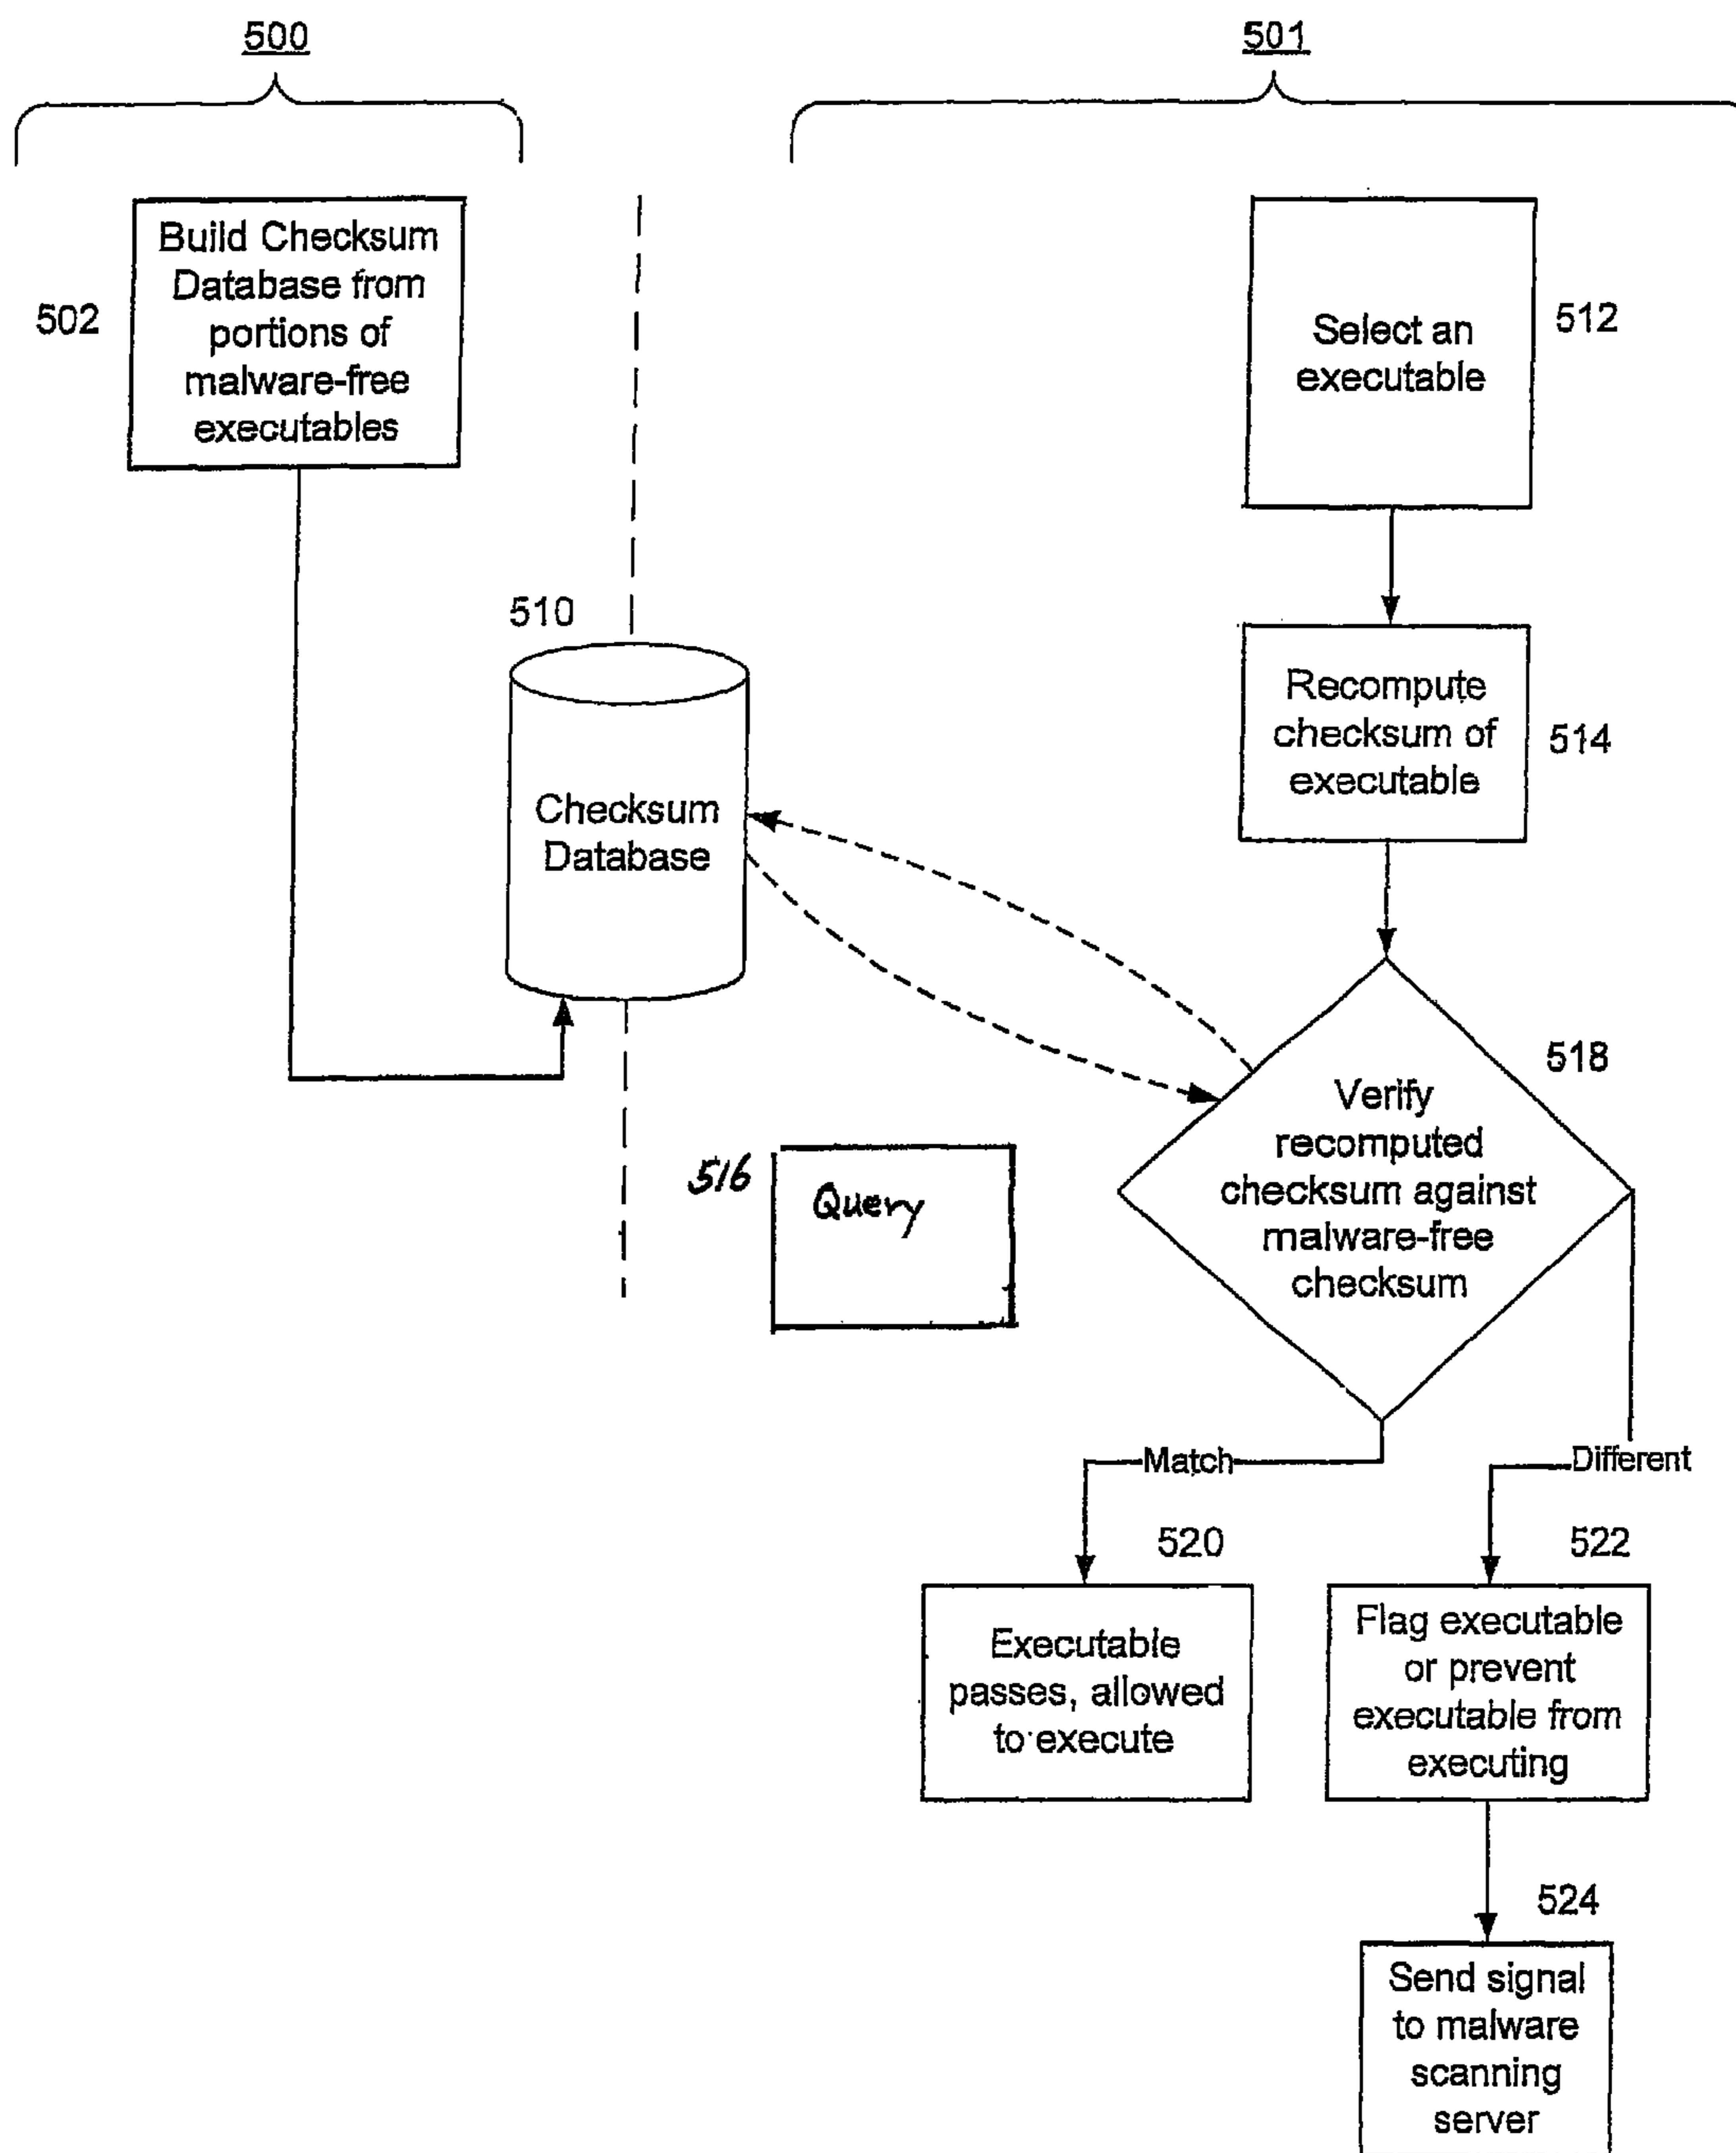 500
501
502
Build Checksum
Database from
portions of
malware-free
executables
512
Select an
executable
510
Checksum
Database
514
Recompute
checksum of
executable
516
Query
518
Verify
recomputed
checksum against
malware-free
checksum
Match
Different
520
Executable
passes, allowed
to execute
522
Flag executable
or prevent
executable from
executing
524
Send signal
to malware
scanning
server